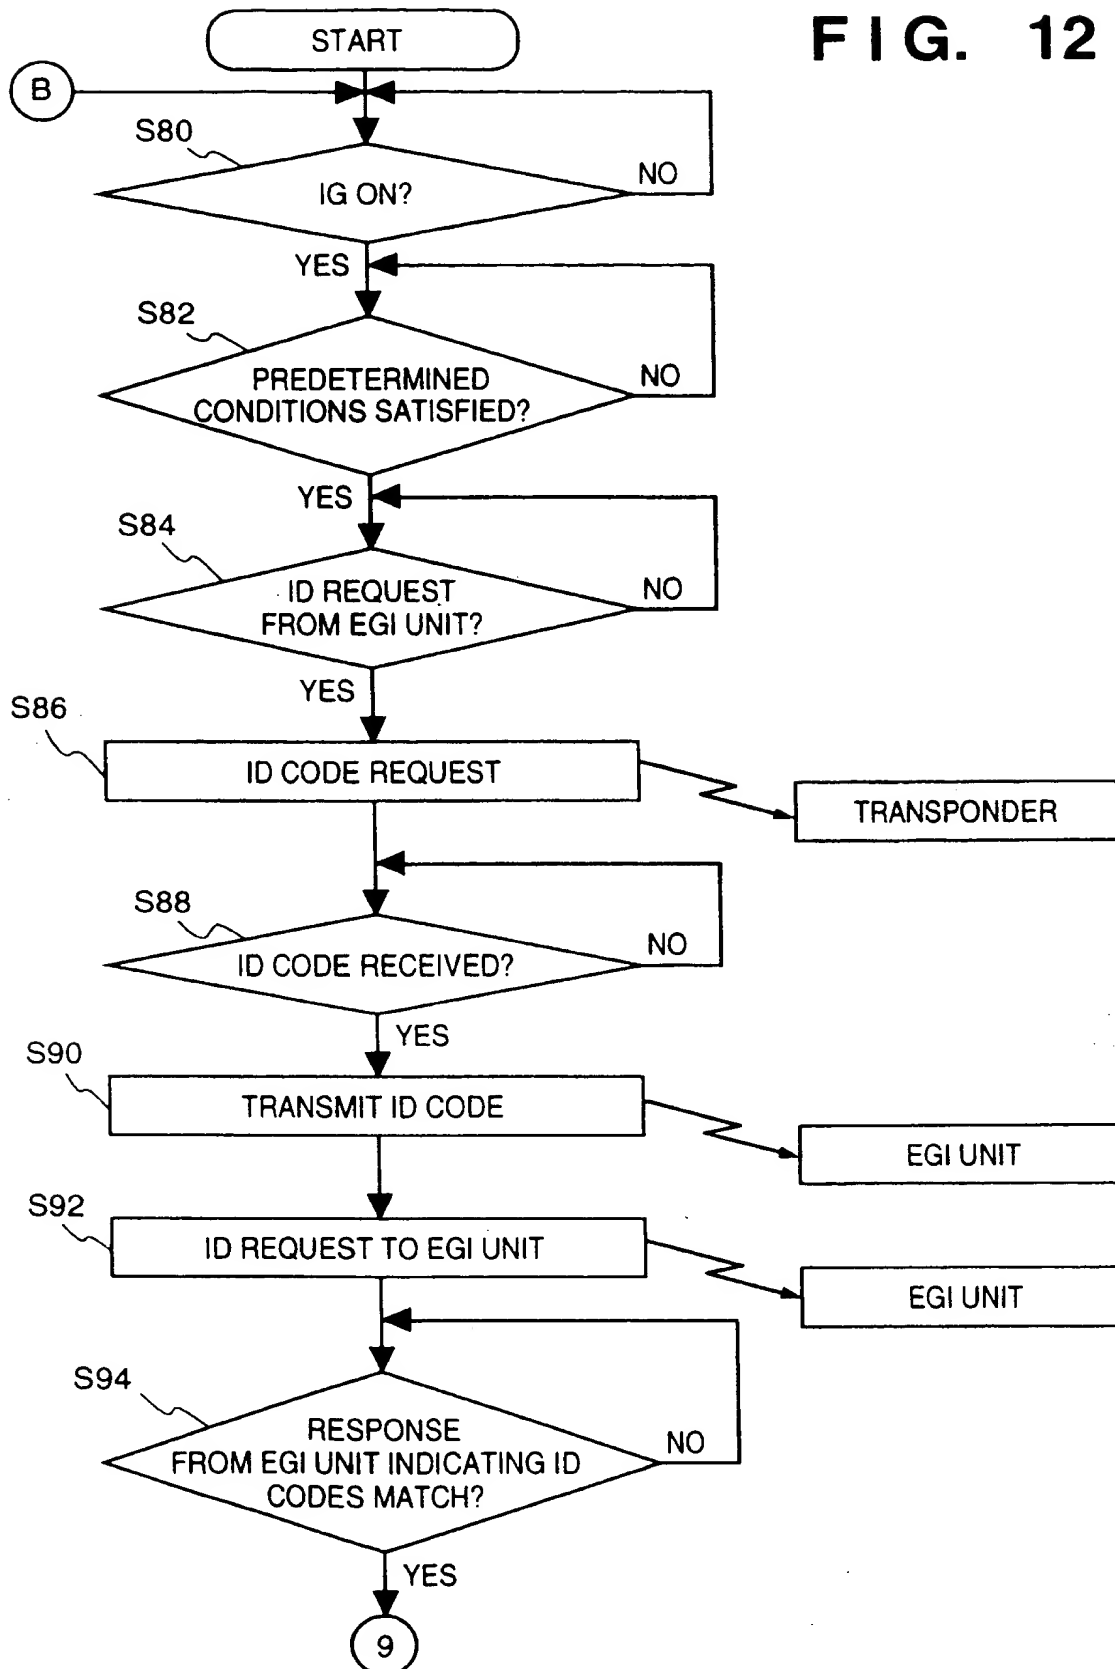 FIG. 12
START
B
S80
IG ON?
NO
YES
S82
PREDETERMINED
CONDITIONS SATISFIED?
NO
YES
S84
ID REQUEST
FROM EGI UNIT?
NO
YES
S86
ID CODE REQUEST
TRANSPONDER
S88
ID CODE RECEIVED?
NO
YES
S90
TRANSMIT ID CODE
EGI UNIT
S92
ID REQUEST TO EGI UNIT
EGI UNIT
S94
RESPONSE
FROM EGI UNIT INDICATING ID
CODES MATCH?
NO
YES
9